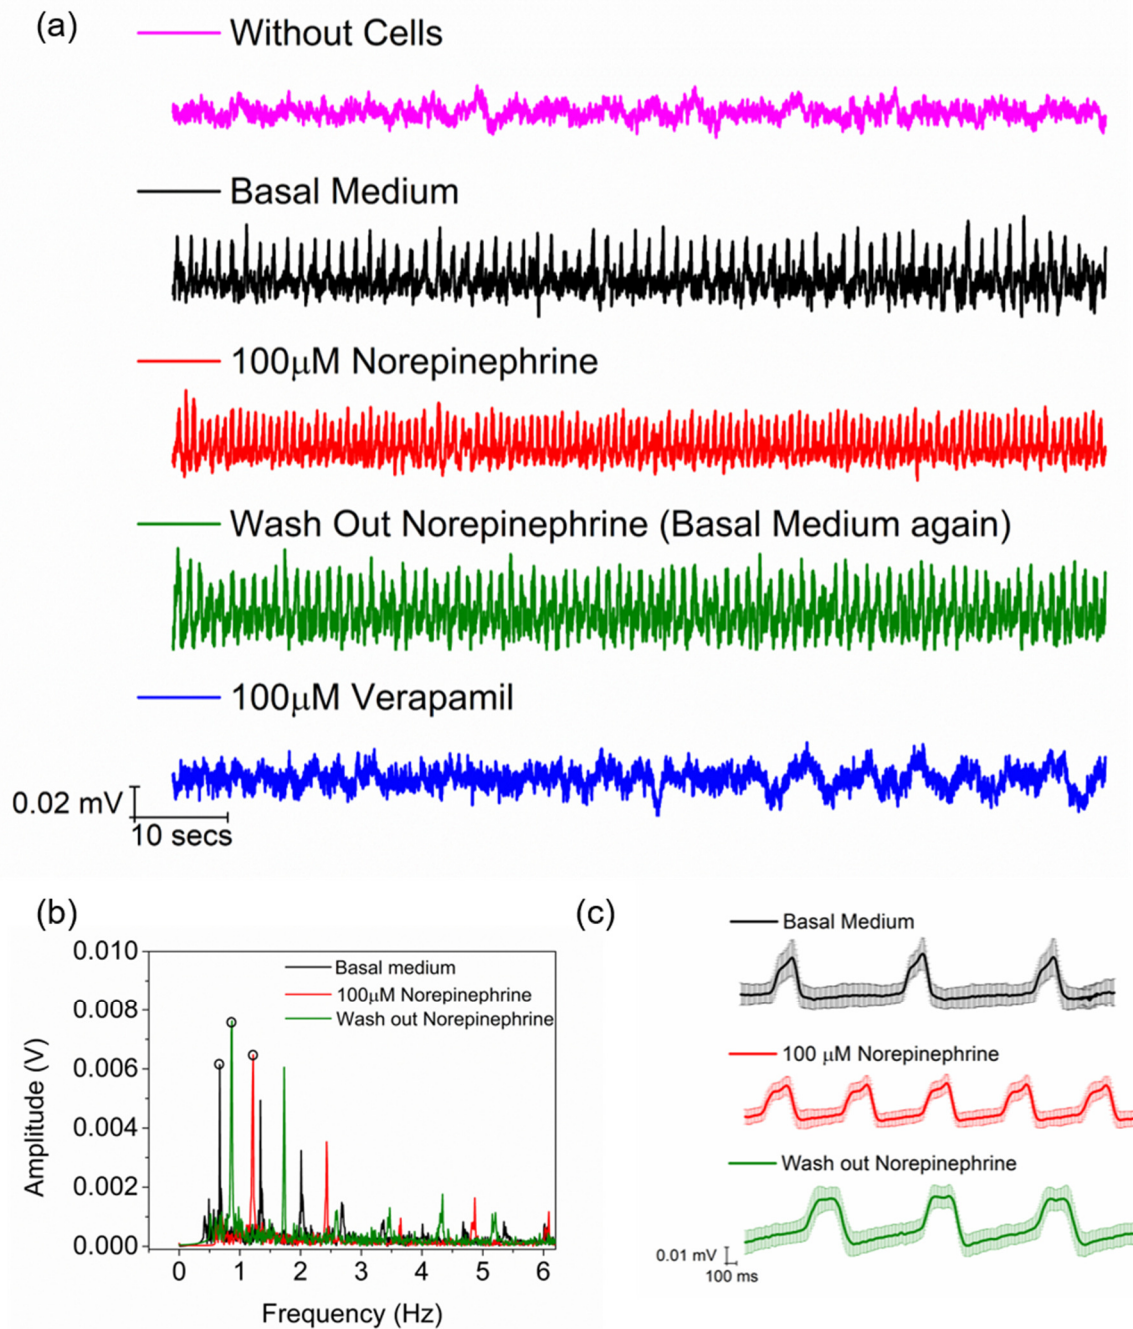 (a)
Without Cells
Basal Medium
100μM Norepinephrine
Wash Out Norepinephrine (Basal Medium again)
100μM Verapamil
0.02 mV
10 secs
(b)
0.010
0.008
0.006
0.004
0.002
0.000
Amplitude (V)
Basal medium
100μM Norepinephrine
Wash out Norepinephrine
0 1 2 3 4 5 6
Frequency (Hz)
(c)
Basal Medium
100 μM Norepinephrine
Wash out Norepinephrine
0.01 mV
100 ms